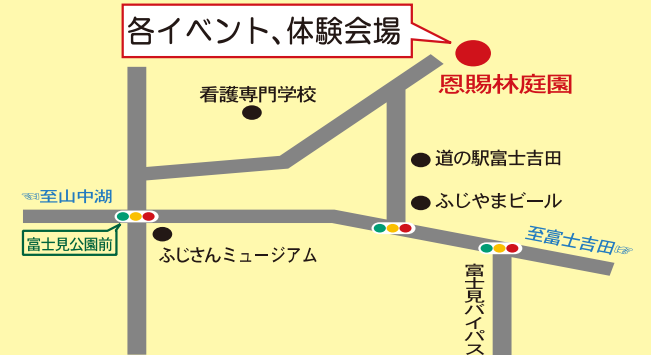 各イベント、体験会場
恩賜林庭園
看護専門学校
道の駅富士吉田
☜至山中湖
ふじやまビール
富士見公園前
ふじさんミュージアム
至富士吉田☞
富士見バイパス